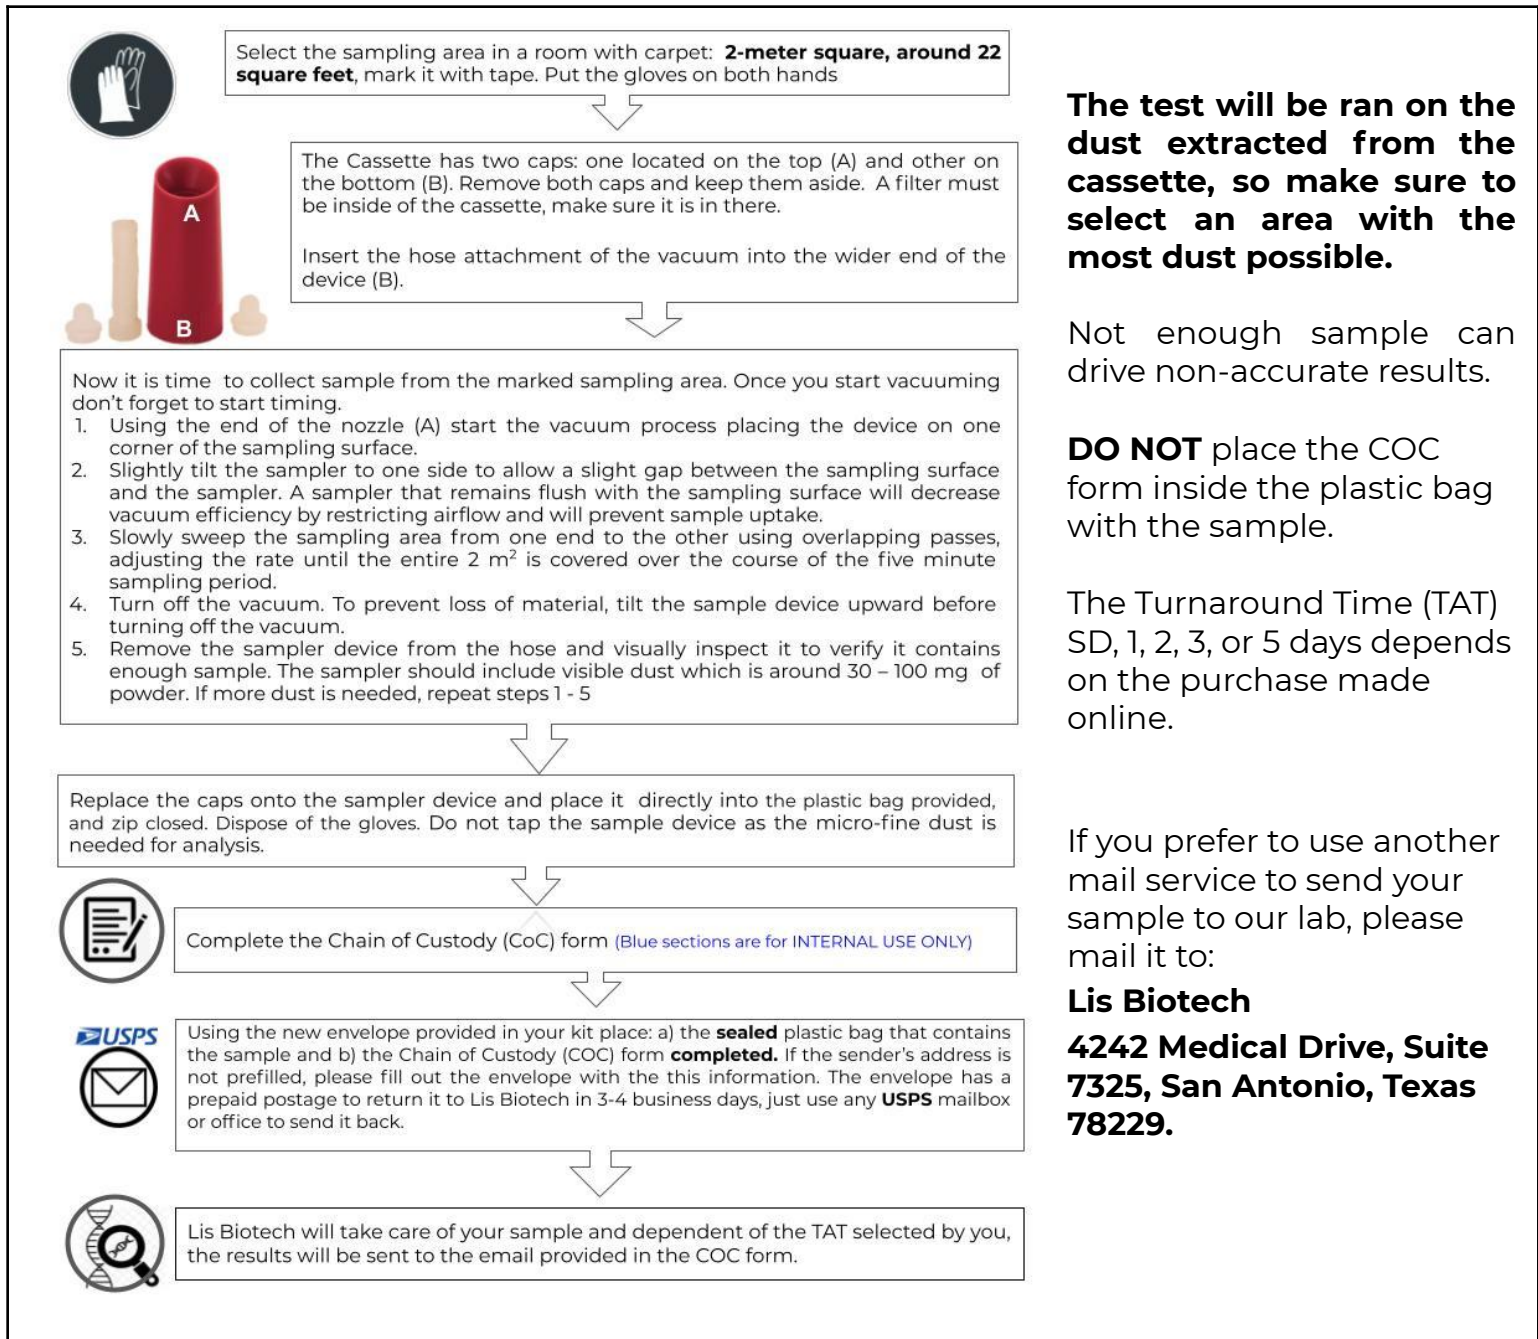 Select the sampling area in a room with carpet: 2-meter square, around 22
square feet, mark it with tape. Put the gloves on both hands
The Cassette has two caps: one located on the top (A) and other on
the bottom (B). Remove both caps and keep them aside. A filter must
be inside of the cassette, make sure it is in there.
Insert the hose attachment of the vacuum into the wider end of the
device (B).
A
B
Now it is time to collect sample from the marked sampling area. Once you start vacuuming
don't forget to start timing.
1. Using the end of the nozzle (A) start the vacuum process placing the device on one
corner of the sampling surface.
2. Slightly tilt the sampler to one side to allow a slight gap between the sampling surface
and the sampler. A sampler that remains flush with the sampling surface will decrease
vacuum efficiency by restricting airflow and will prevent sample uptake.
3. Slowly sweep the sampling area from one end to the other using overlapping passes,
adjusting the rate until the entire 2 m² is covered over the course of the five minute
sampling period.
4. Turn off the vacuum. To prevent loss of material, tilt the sample device upward before
turning off the vacuum.
5. Remove the sampler device from the hose and visually inspect it to verify it contains
enough sample. The sampler should include visible dust which is around 30 – 100 mg of
powder. If more dust is needed, repeat steps 1 - 5
Replace the caps onto the sampler device and place it directly into the plastic bag provided,
and zip closed. Dispose of the gloves. Do not tap the sample device as the micro-fine dust is
needed for analysis.
Complete the Chain of Custody (CoC) form (Blue sections are for INTERNAL USE ONLY)
USPS
Using the new envelope provided in your kit place: a) the sealed plastic bag that contains
the sample and b) the Chain of Custody (COC) form completed. If the sender's address is
not prefilled, please fill out the envelope with the this information. The envelope has a
prepaid postage to return it to Lis Biotech in 3-4 business days, just use any USPS mailbox
or office to send it back.
Lis Biotech will take care of your sample and dependent of the TAT selected by you,
the results will be sent to the email provided in the COC form.
The test will be ran on the
dust extracted from the
cassette, so make sure to
select an area with the
most dust possible.
Not enough sample can
drive non-accurate results.
DO NOT place the COC
form inside the plastic bag
with the sample.
The Turnaround Time (TAT)
SD, 1, 2, 3, or 5 days depends
on the purchase made
online.
If you prefer to use another
mail service to send your
sample to our lab, please
mail it to:
Lis Biotech
4242 Medical Drive, Suite
7325, San Antonio, Texas
78229.